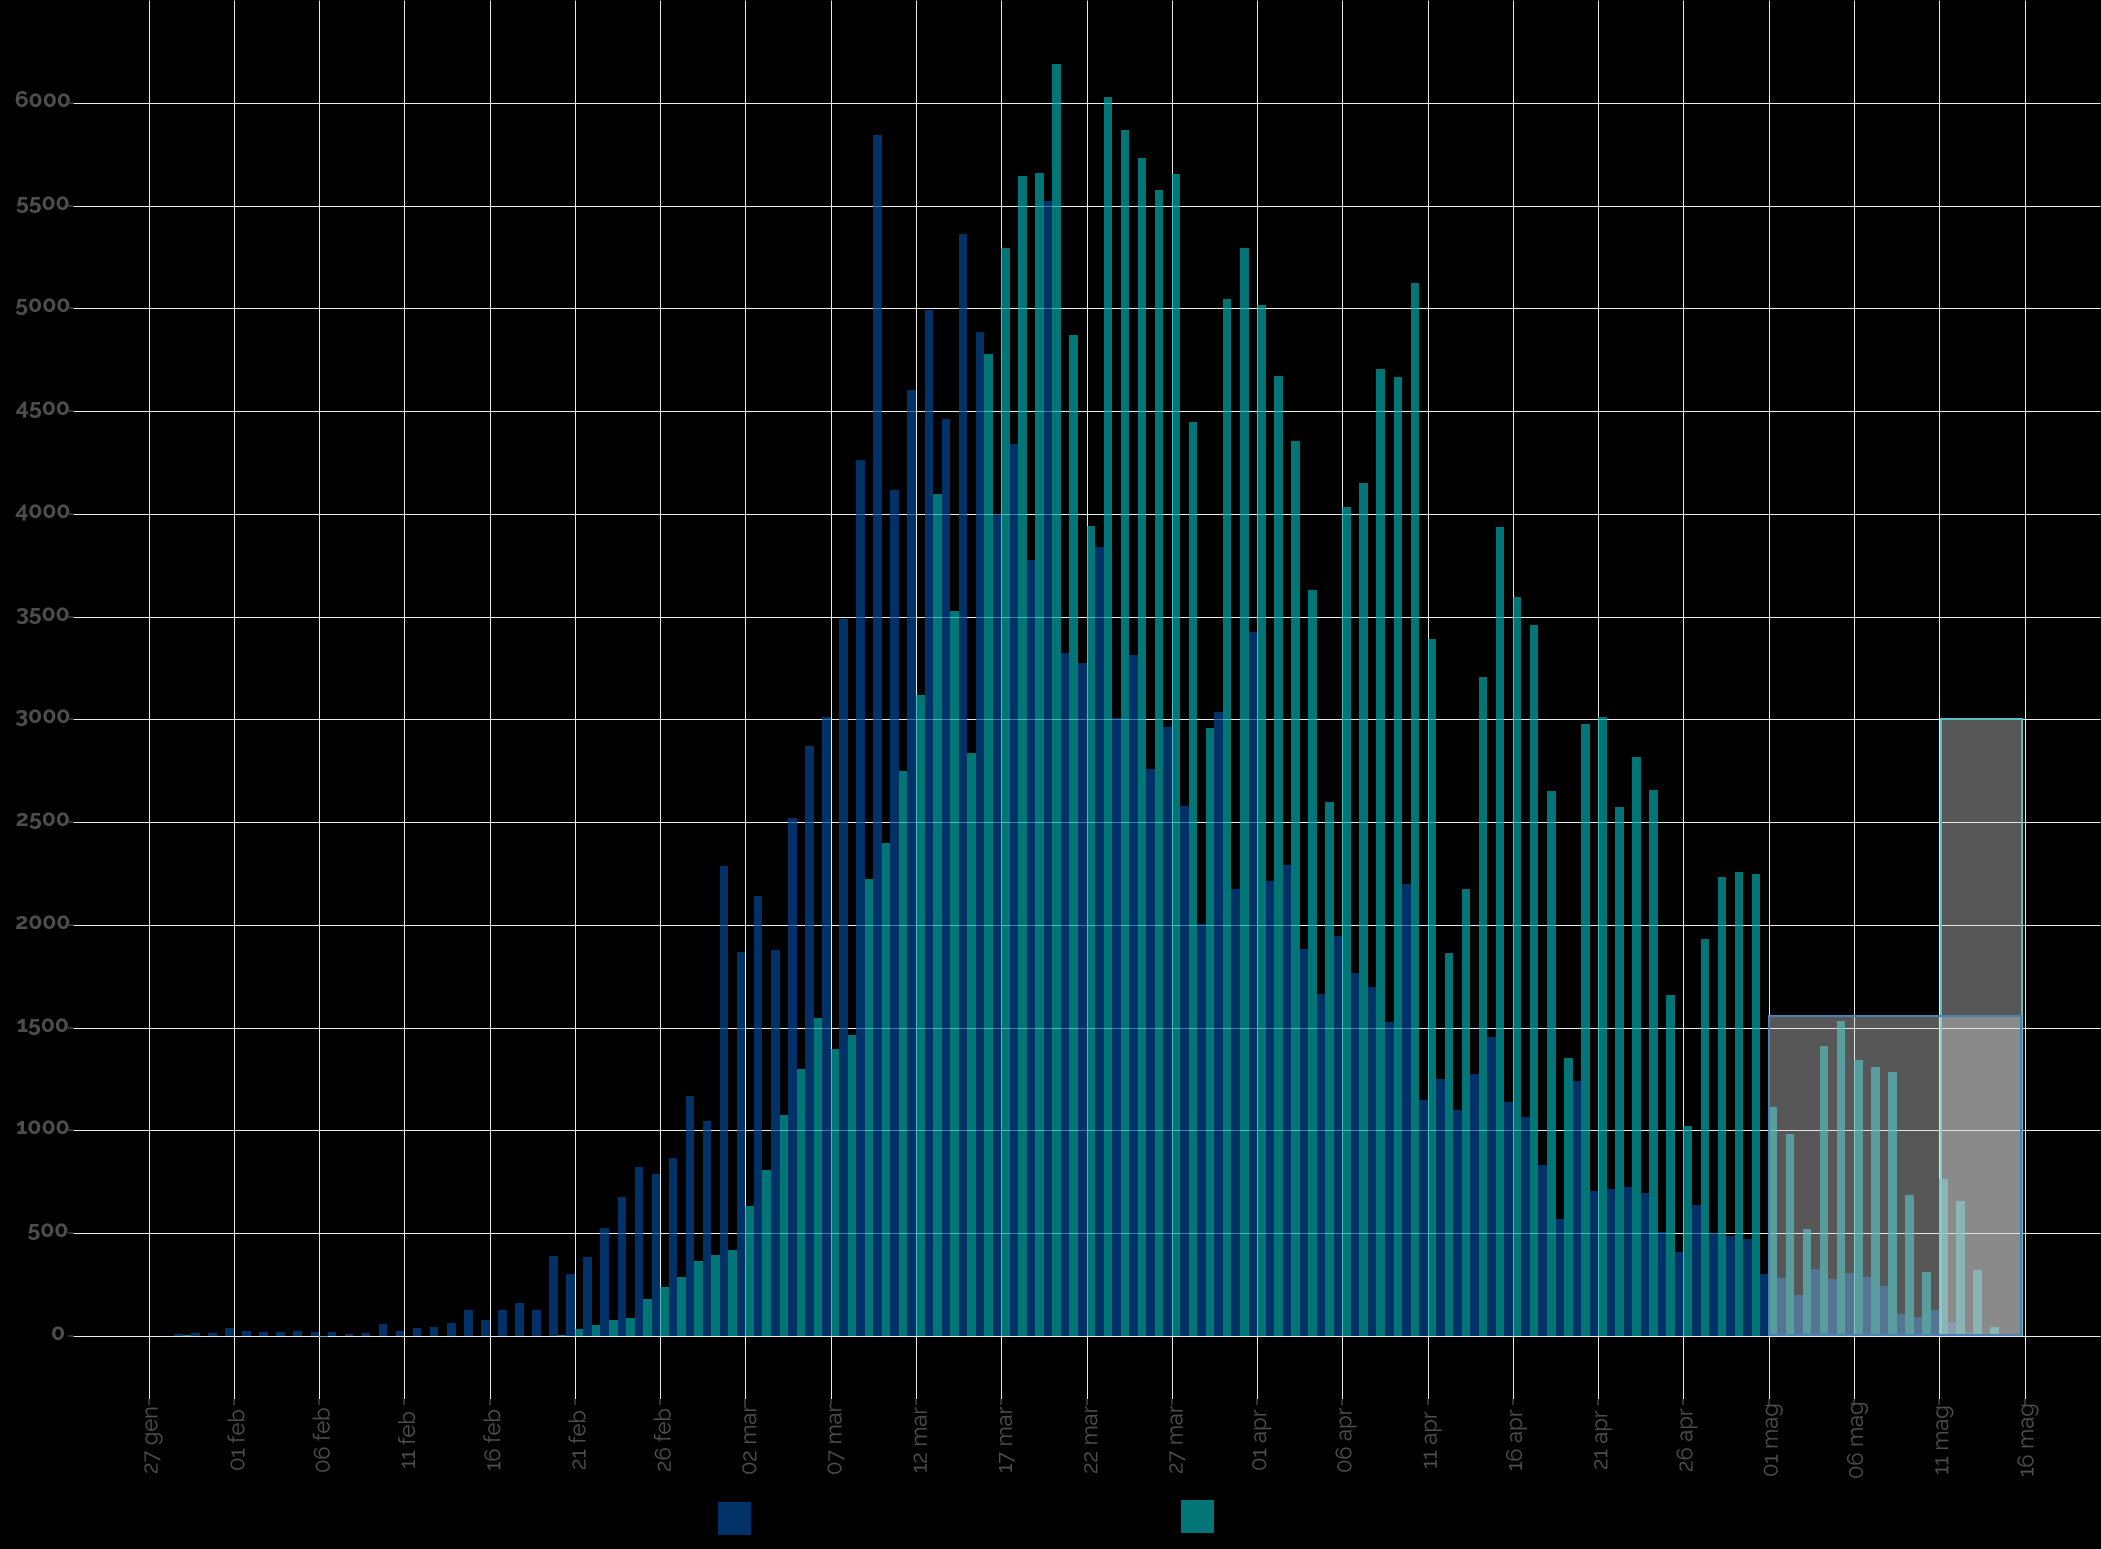 6000
5500
5000
4500
4000
3500
3000
2500
2000
1500
1000
500
0
27 gen
01 feb
06 feb
11 feb
16 feb
21 feb
26 feb
02 mar
07 mar
12 mar
17 mar
22 mar
27 mar
01 apr
06 apr
11 apr
16 apr
21 apr
26 apr
01 mag
06 mag
11 mag
16 mag